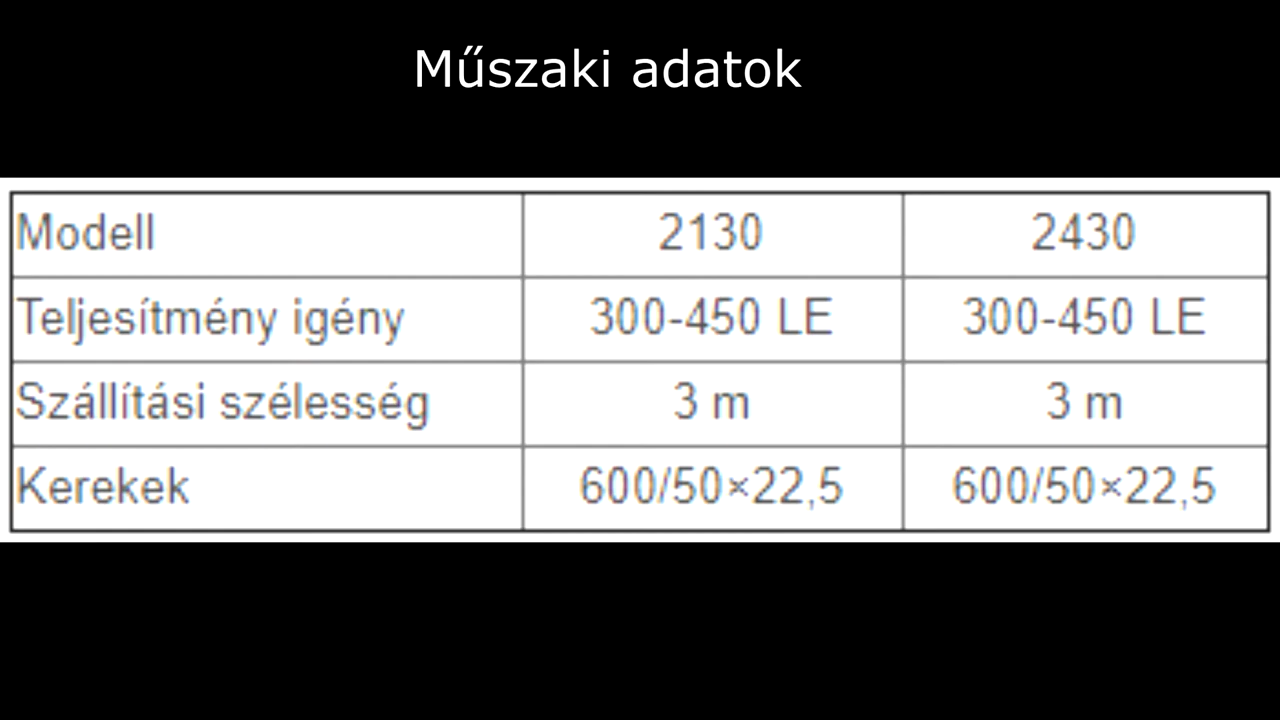 Műszaki adatok
Modell 2130 2430
Teljesítmény igény 300-450 LE 300-450 LE
Szállítási szélesség 3 m 3 m
Kerekek 600/50×22,5 600/50×22,5